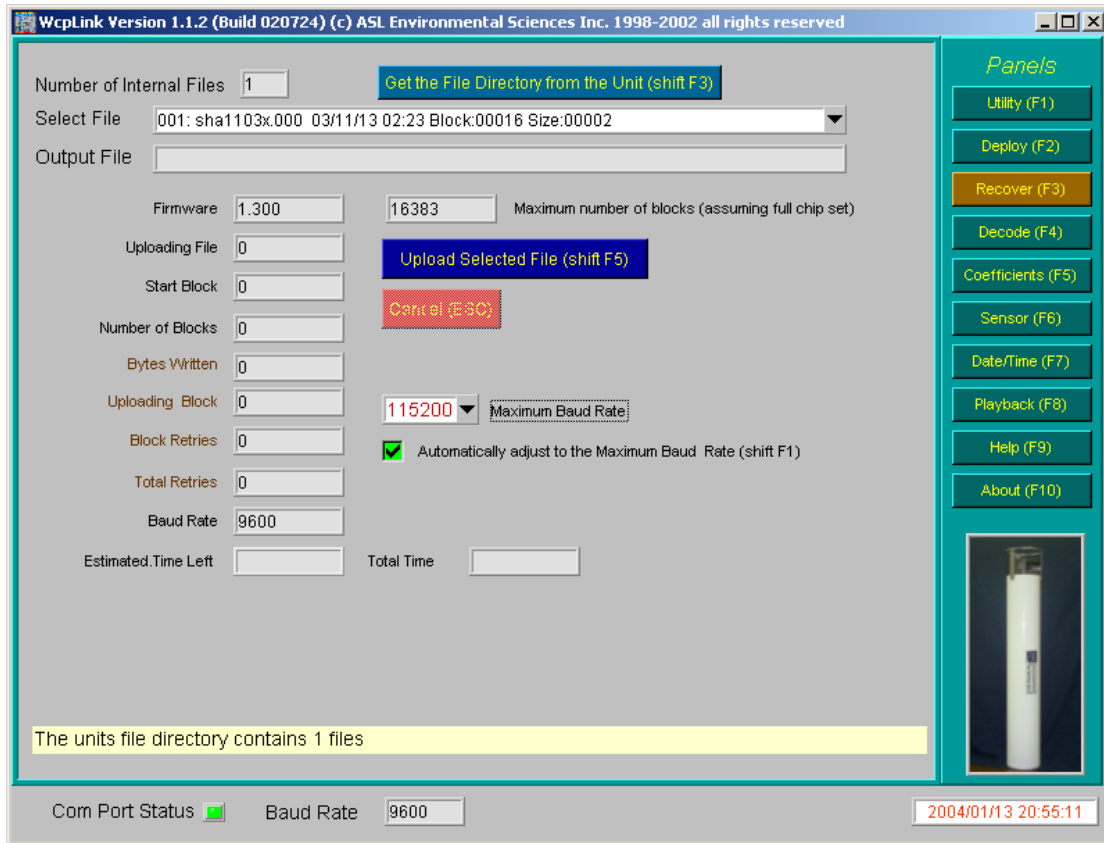 WcpLink Version 1.1.2 (Build 020724) (c) ASL Environmental Sciences Inc. 1998-2002 all rights reserved
Number of Internal Files 1 Get the File Directory from the Unit (shift F3)
Select File 001: sha1103x.000 03/11/13 02:23 Block:00016 Size:00002
Output File
Firmware 1.300 16383 Maximum number of blocks (assuming full chip set)
Uploading File 0 Upload Selected File (shift F5)
Start Block 0 Cancel (ESC)
Number of Blocks 0
Bytes Written 0
Uploading Block 0 115200 Maximum Baud Rate
Block Retries 0 Automatically adjust to the Maximum Baud Rate (shift F1)
Total Retries 0
Baud Rate 9600
Estimated.Time Left Total Time
The units file directory contains 1 files
Panels
Utility (F1)
Deploy (F2)
Recover (F3)
Decode (F4)
Coefficients (F5)
Sensor (F6)
Date/Time (F7)
Playback (F8)
Help (F9)
About (F10)
Com Port Status Baud Rate 9600 2004/01/13 20:55:11